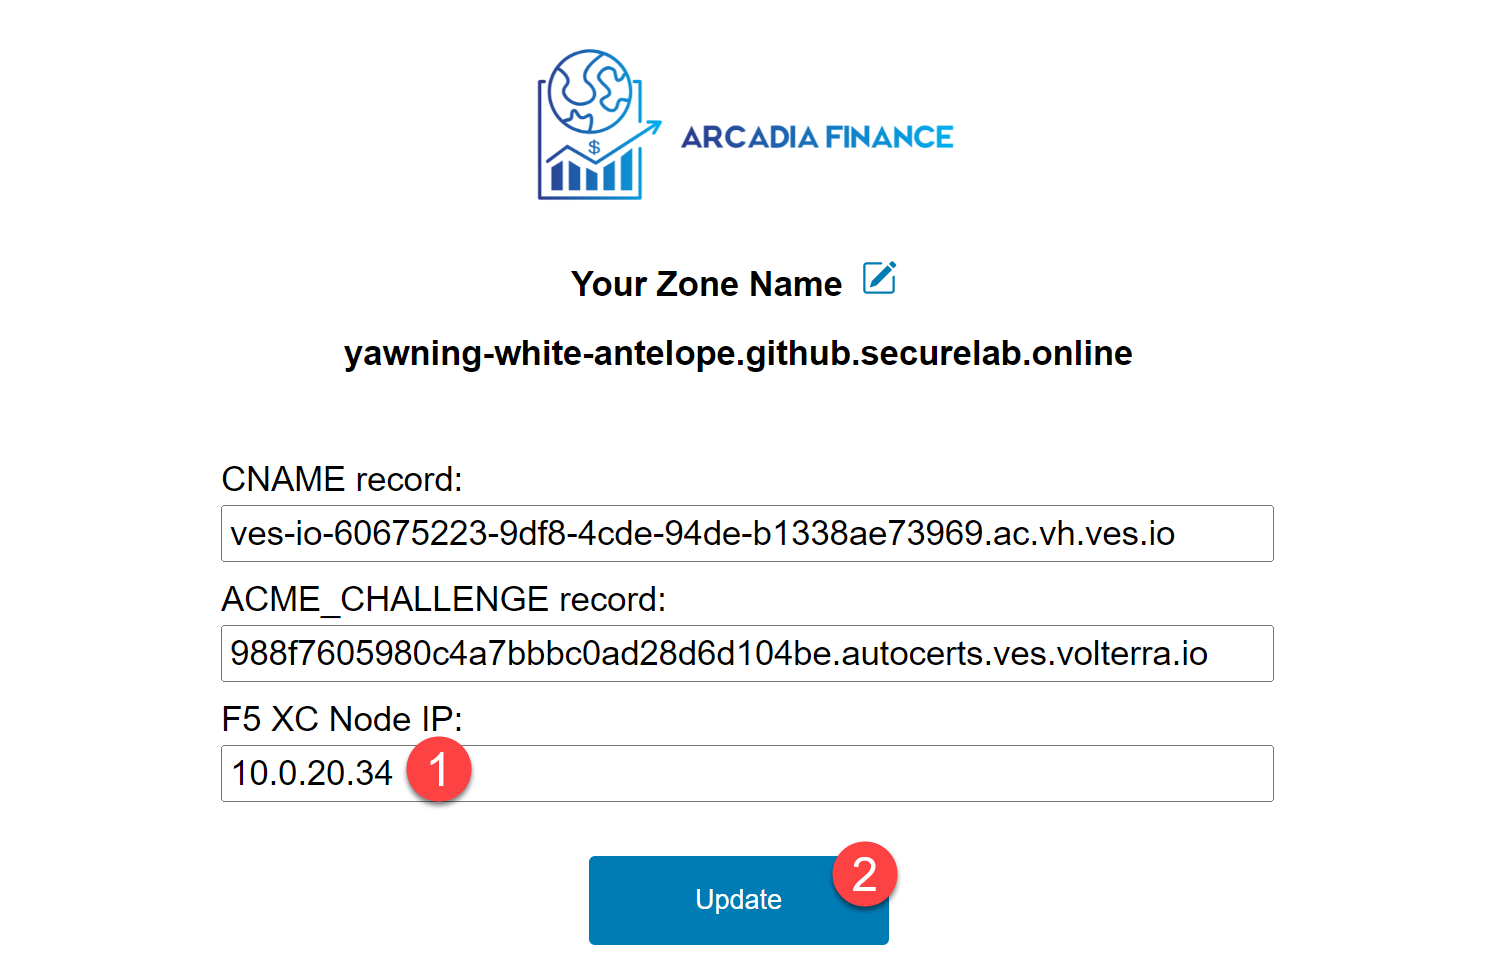 $
ARCADIA FINANCE
Your Zone Name
yawning-white-antelope.github.securelab.online
CNAME record:
ves-io-60675223-9df8-4cde-94de-b1338ae73969.ac.vh.ves.io
ACME_CHALLENGE record:
988f7605980c4a7bbbc0ad28d6d104be.autocerts.ves.volterra.io
F5 XC Node IP:
10.0.20.34 1
Update 2